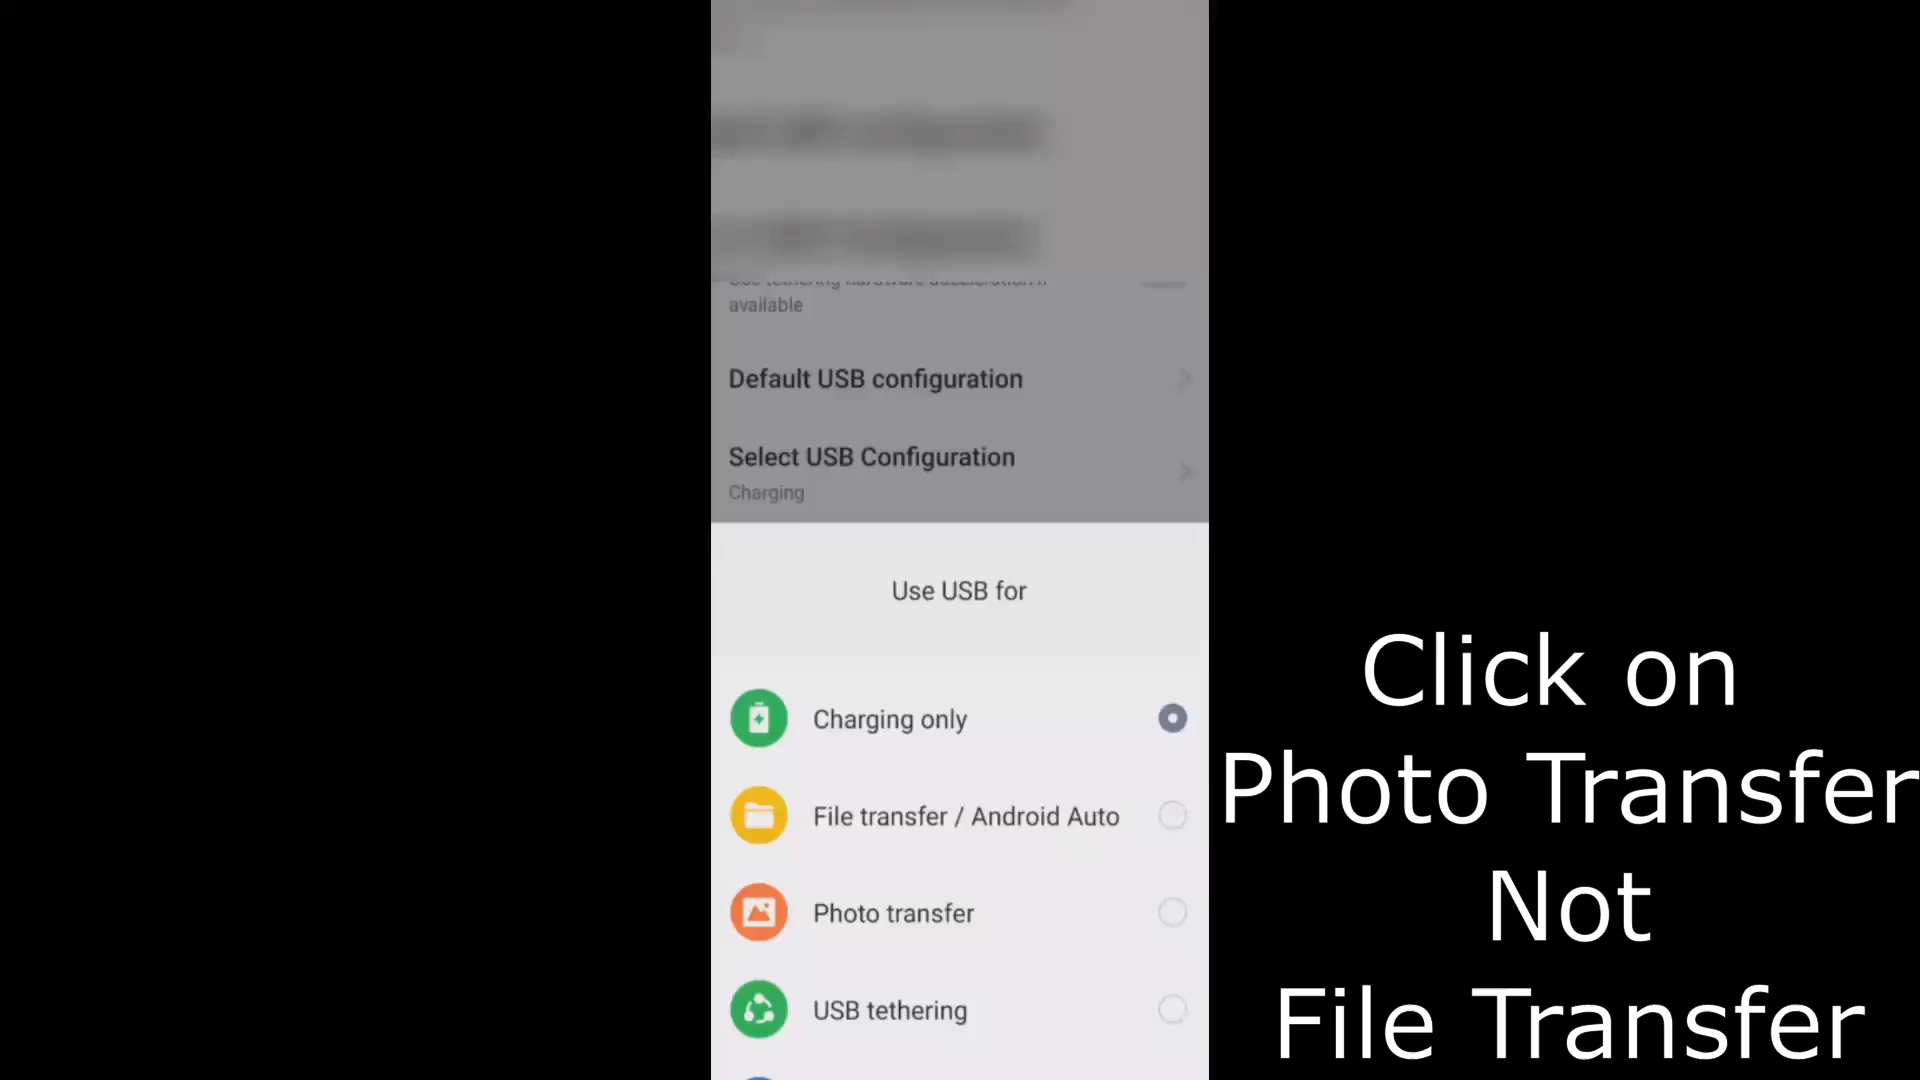 available
Default USB configuration
Select USB Configuration
Charging
Use USB for
Charging only
File transfer / Android Auto
Photo transfer
USB tethering
Click on
Photo Transfer
Not
File Transfer